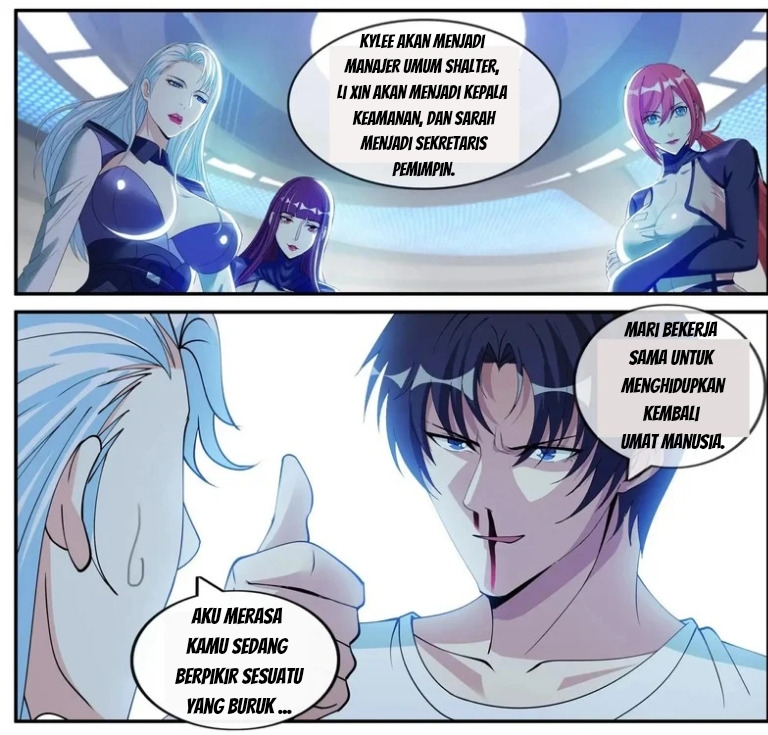 KYLEE AKAN MENJADI
MANAJER UMUM SHALTER,
LI XIN AKAN MENJADI KEPALA
KEAMANAN, DAN SARAH
MENJADI SEKRETARIS
PEMIMPIN.
MARI BEKERJA
SAMA UNTUK
MENGHIDUPKAN
KEMBALI
UMAT MANUSIA.
AKU MERASA
KAMU SEDANG
BERPIKIR SESUATU
YANG BURUK ...